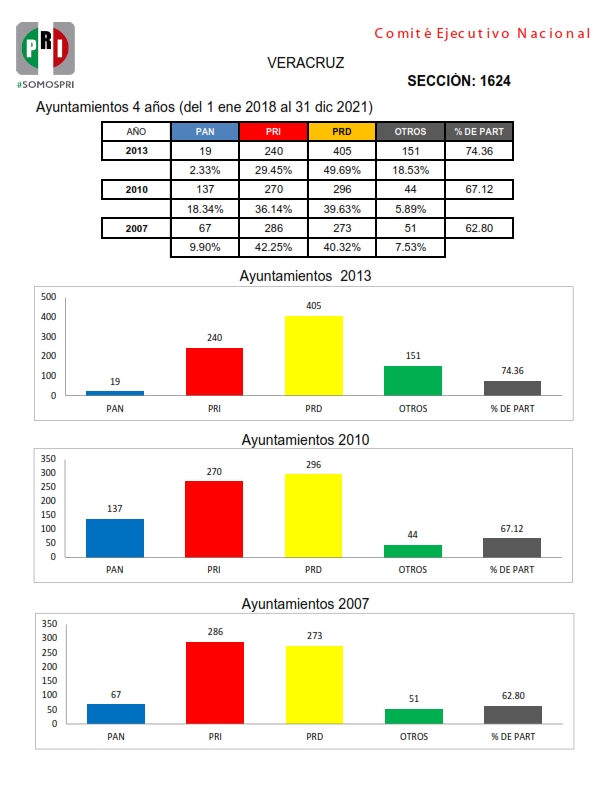 Comité Ejecutivo Nacional
PRI
#SOMOSPRI
VERACRUZ
SECCIÓN: 1624
Ayuntamientos 4 años (del 1 ene 2018 al 31 dic 2021)
AÑO PAN PRI PRD OTROS % DE PART
2013 19 240 405 151 74.36
2.33% 29.45% 49.69% 18.53%
2010 137 270 296 44 67.12
18.34% 36.14% 39.63% 5.89%
2007 67 286 273 51 62.80
9.90% 42.25% 40.32% 7.53%
Ayuntamientos 2013
500
400
300
200
100
0
19 240 405 151 74.36
PAN PRI PRD OTROS % DE PART
Ayuntamientos 2010
350
300
250
200
150
100
50
0
137 270 296 44 67.12
PAN PRI PRD OTROS % DE PART
Ayuntamientos 2007
350
300
250
200
150
100
50
0
67 286 273 51 62.80
PAN PRI PRD OTROS % DE PART